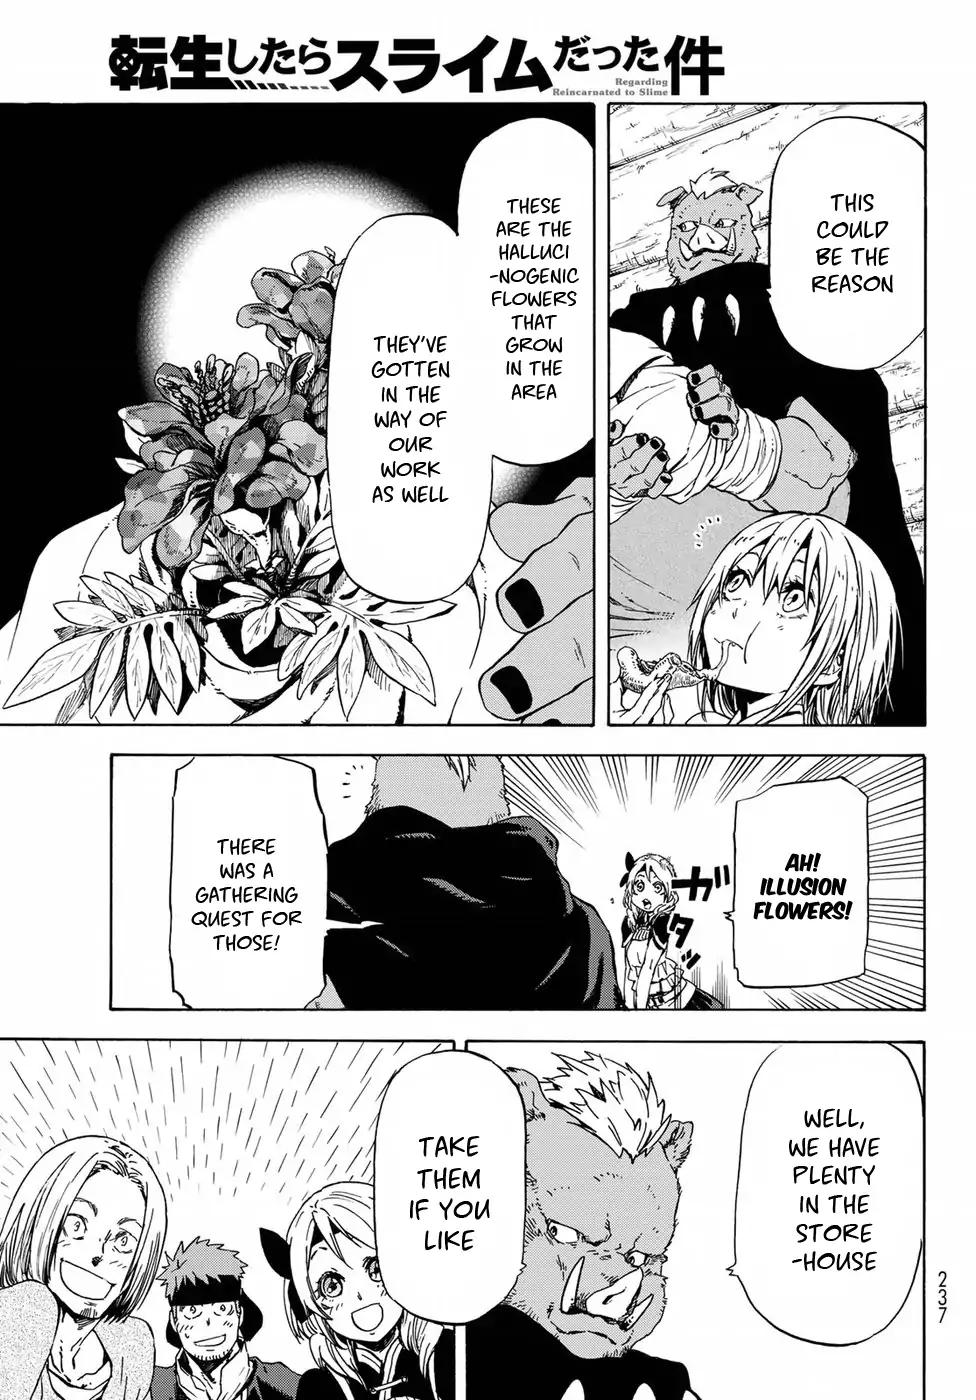 転生したらスライムだった件
Regarding
Reincarnated to Slime
THIS
COULD
BE THE
REASON
THESE
ARE THE
HALLUCI
-NOGENIC
FLOWERS
THAT
GROW
IN THE
AREA
THEY'VE
GOTTEN
IN THE
WAY OF
OUR
WORK
AS WELL
AH!
ILLUSION
FLOWERS!
ガタッ
THERE
WAS A
GATHERING
QUEST FOR
THOSE!
WELL,
WE HAVE
PLENTY
IN THE
STORE
-HOUSE
TAKE
THEM
IF YOU
LIKE
237